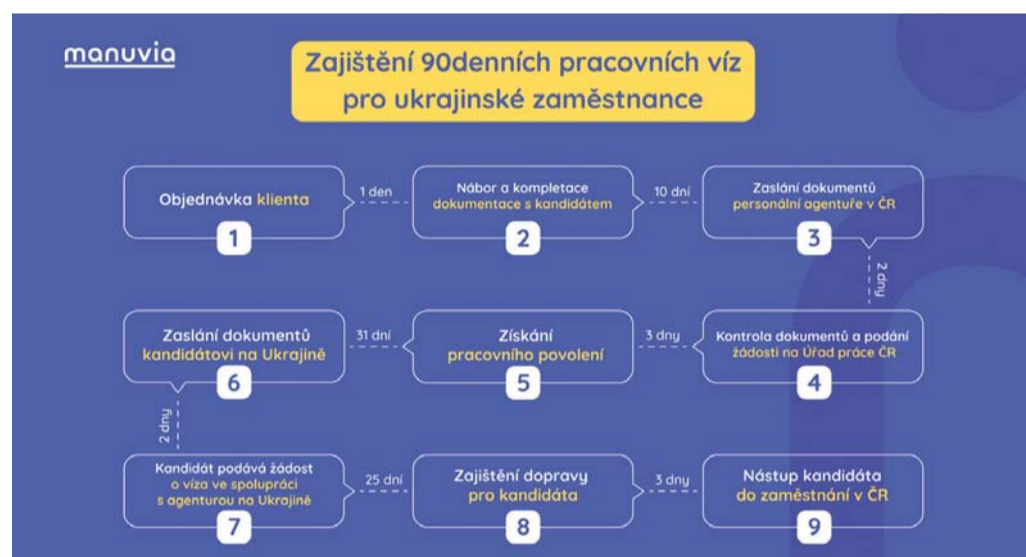 manuvia
Zajištění 90denních pracovních víz
pro ukrajinské zaměstnance
Objednávka klienta
1
1 den
Nábor a kompletace
dokumentace s kandidátem
2
10 dní
Zaslání dokumentů
personální agentuře v ČR
3
2 dny
Kontrola dokumentů a podání
žádosti na Úřad práce ČR
4
3 dny
Získání
pracovního povolení
5
31 dní
Zaslání dokumentů
kandidátovi na Ukrajině
6
2 dny
Kandidát podává žádost
o víza ve spolupráci
s agenturou na Ukrajině
7
25 dní
Zajištění dopravy
pro kandidáta
8
3 dny
Nástup kandidáta
do zaměstnání v ČR
9